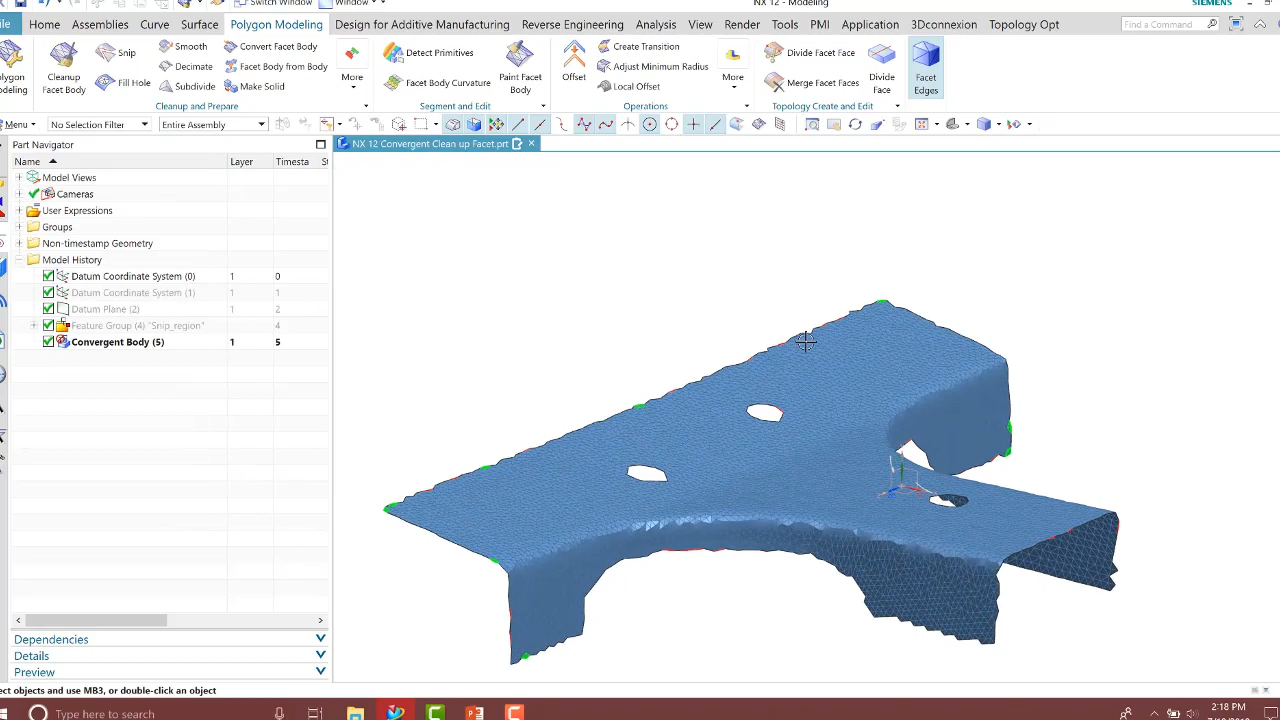 Switch Window
Window
NX 12 - Modeling
SIEMENS
File
Home
Assemblies
Curve
Surface
Polygon Modeling
Design for Additive Manufacturing
Reverse Engineering
Analysis
View
Render
Tools
PMI
Application
3Dconnexion
Topology Opt
Find a Command
Cleanup Facet Body
Snip
Fill Hole
Smooth
Decimate
Subdivide
Convert Facet Body
Facet Body from Body
Make Solid
More
Detect Primitives
Facet Body Curvature
Paint Facet Body
Offset
Create Transition
Adjust Minimum Radius
Local Offset
More
Divide Facet Face
Merge Facet Faces
Divide Face
Facet Edges
Cleanup and Prepare
Segment and Edit
Operations
Topology Create and Edit
Menu
No Selection Filter
Entire Assembly
Part Navigator
NX 12 Convergent Clean up Facet.prt
Name
Layer
Timesta
St
Model Views
Cameras
User Expressions
Groups
Non-timestamp Geometry
Model History
Datum Coordinate System (0) 1 0
Datum Coordinate System (1) 1 1
Datum Plane (2) 1 2
Feature Group (4) "Snip_region" 4
Convergent Body (5) 1 5
Dependencies
Details
Preview
ect objects and use MB3, or double-click an object
Type here to search
2:18 PM